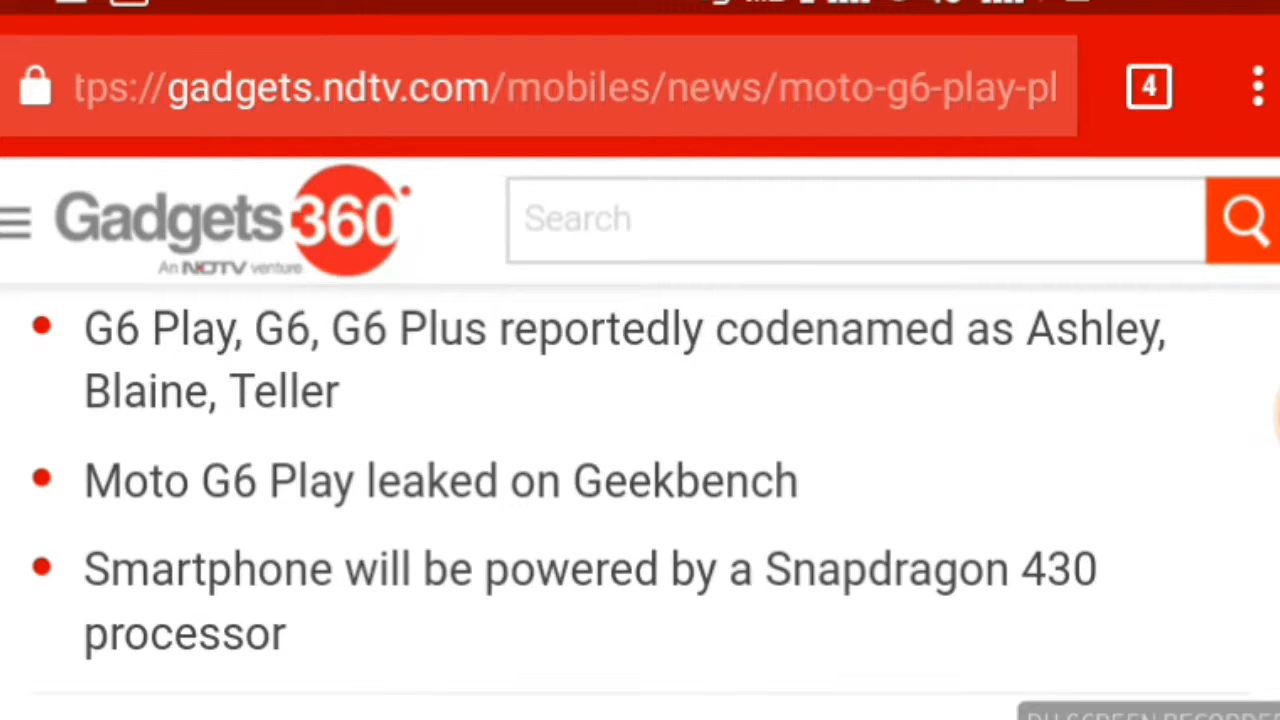 tps://gadgets.ndtv.com/mobiles/news/moto-g6-play-pl
4
Gadgets 360
An NDTV venture
Search
G6 Play, G6, G6 Plus reportedly codenamed as Ashley,
Blaine, Teller
Moto G6 Play leaked on Geekbench
Smartphone will be powered by a Snapdragon 430
processor